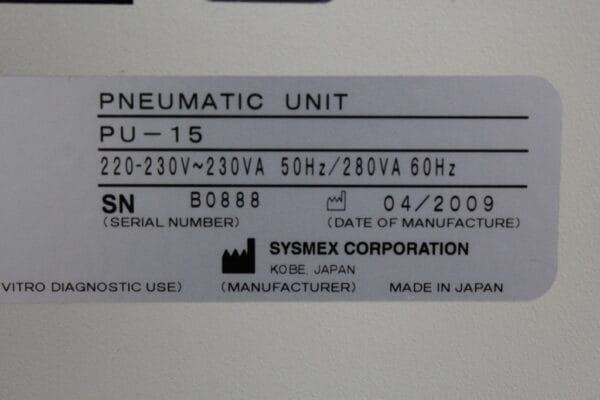 PNEUMATIC UNIT
PU-15
220-230V~230VA 50Hz/280VA 60Hz
SN B0888 04/2009
(SERIAL NUMBER) (DATE OF MANUFACTURE)
SYSMEX CORPORATION
KOBE, JAPAN
VITRO DIAGNOSTIC USE) (MANUFACTURER) MADE IN JAPAN